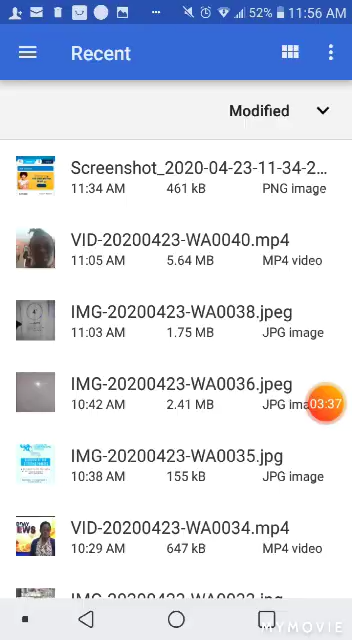 52% 11:56 AM
Recent
Modified
Screenshot_2020-04-23-11-34-2...
11:34 AM 461 kB PNG image
VID-20200423-WA0040.mp4
11:05 AM 5.64 MB MP4 video
IMG-20200423-WA0038.jpeg
11:03 AM 1.75 MB JPG image
IMG-20200423-WA0036.jpeg
10:42 AM 2.41 MB JPG ima
03:37
IMG-20200423-WA0035.jpg
10:38 AM 155 kB JPG image
VID-20200423-WA0034.mp4
10:29 AM 647 kB MP4 video
MYMOVIE